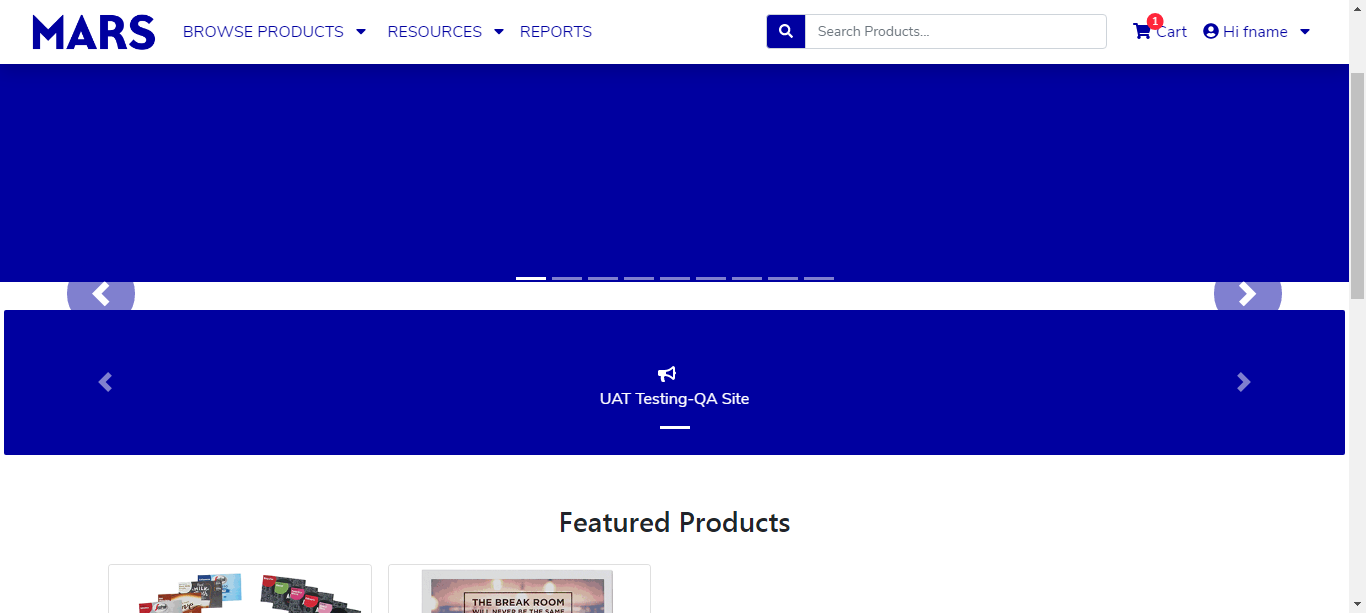 MARS
BROWSE PRODUCTS
RESOURCES
REPORTS
Search Products...
1
Cart
Hi fname
UAT Testing-QA Site
Featured Products
THE BREAK ROOM
WILL NEVER BE THE SAME